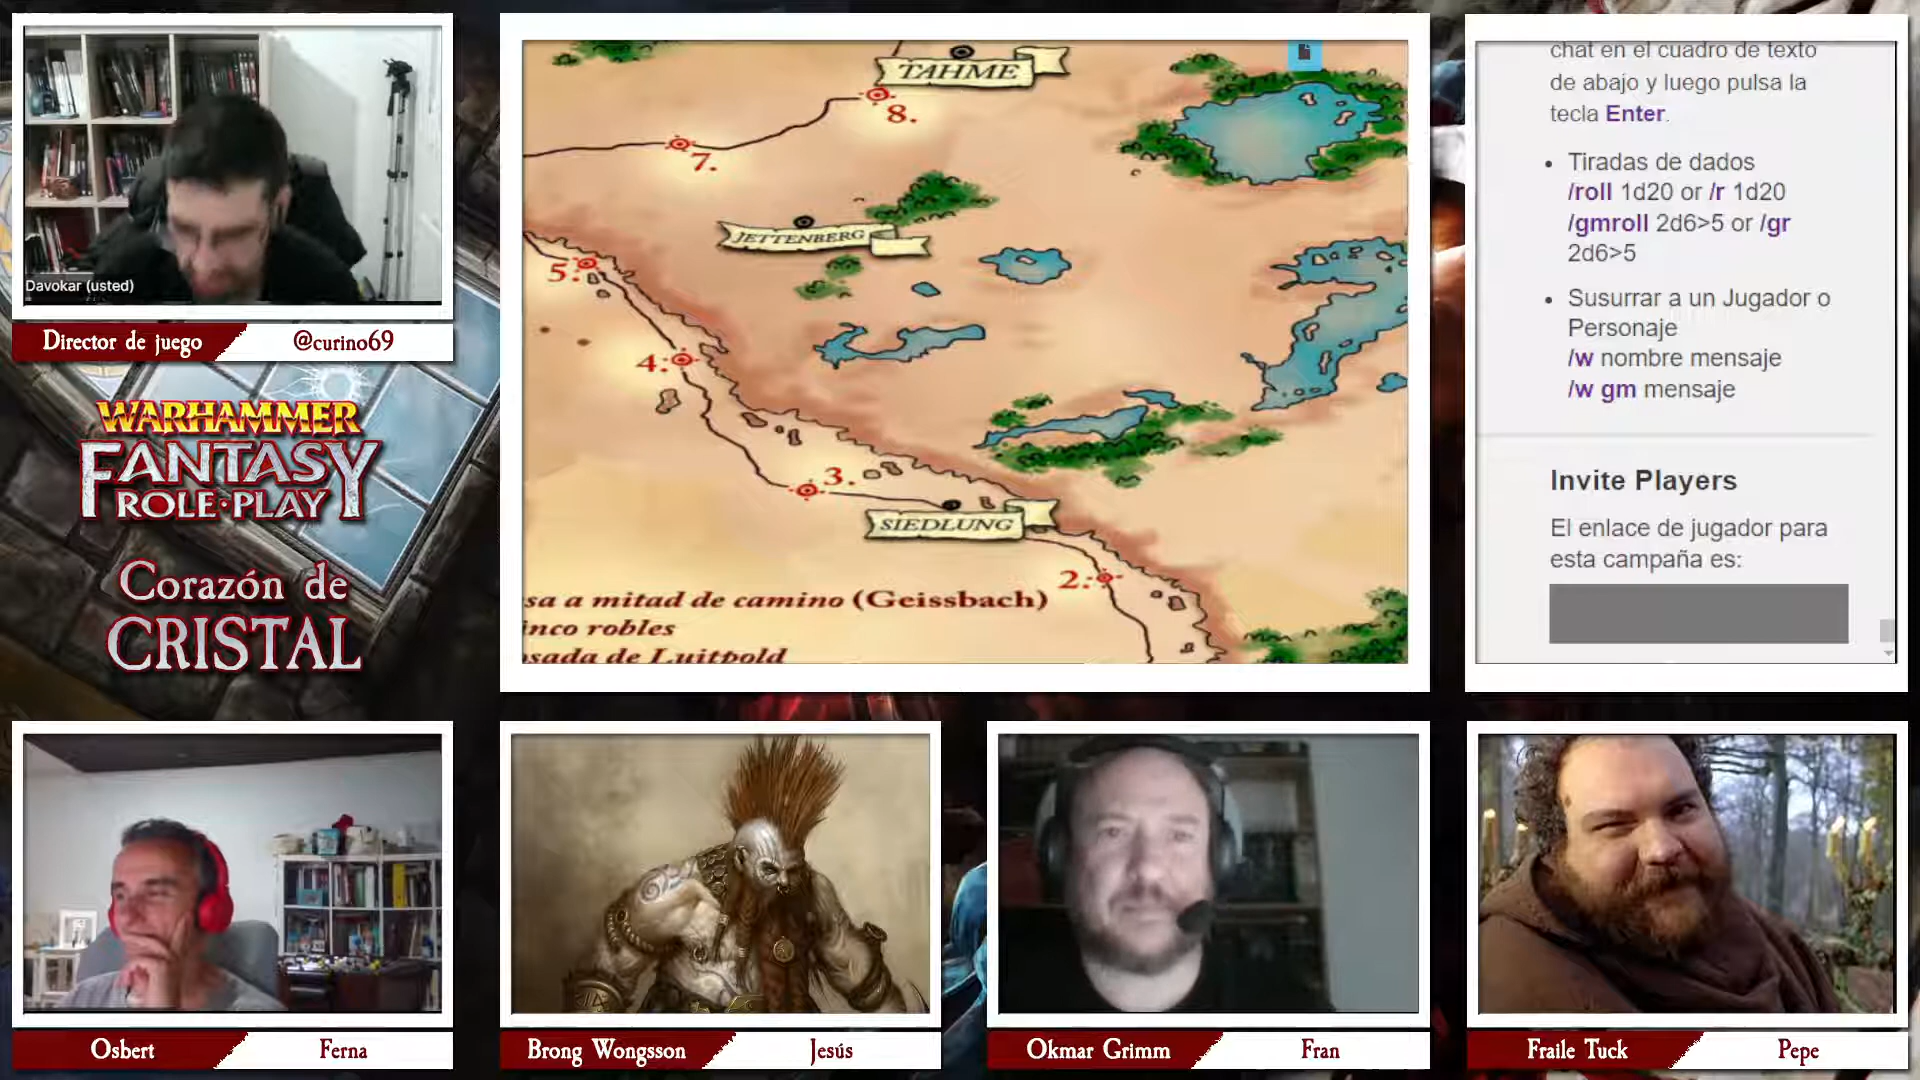 Davokar (usted)
Director de juego
@curino69
WARHAMMER
FANTASY
ROLE·PLAY
Corazón de
CRISTAL
TAHME
8.
7.
JETTENBERG
5.
4.
3.
SIEDLUNG
2.
sa a mitad de camino (Geissbach)
inco robles
osada de Luitpold
chat en el cuadro de texto
de abajo y luego pulsa la
tecla Enter.
• Tiradas de dados
/roll 1d20 or /r 1d20
/gmroll 2d6>5 or /gr
2d6>5
• Susurrar a un Jugador o
Personaje
/w nombre mensaje
/w gm mensaje
Invite Players
El enlace de jugador para
esta campaña es:
Osbert
Ferna
Brong Wongsson
Jesús
Okmar Grimm
Fran
Fraile Tuck
Pepe